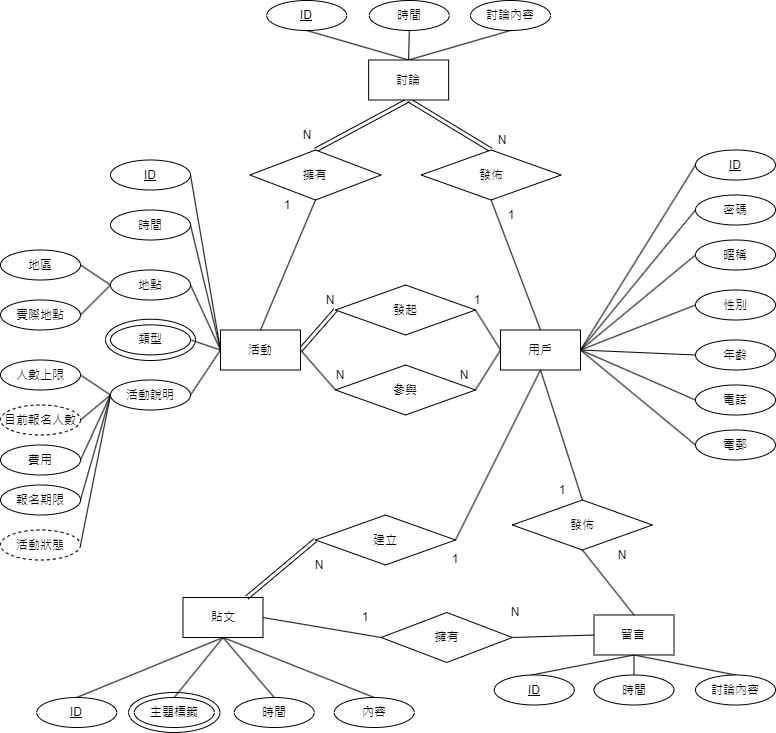 ID
時間
討論內容
討論
N
N
擁有
發佈
1
1
ID
時間
地點
地區
實際地點
類型
活動說明
人數上限
目前報名人數
費用
報名期限
活動狀態
活動
N
發起
1
N
參與
N
用戶
ID
密碼
暱稱
性別
年齡
電話
電郵
1
發佈
N
建立
N
1
貼文
1
擁有
N
留言
ID
主題標籤
時間
內容
ID
時間
討論內容